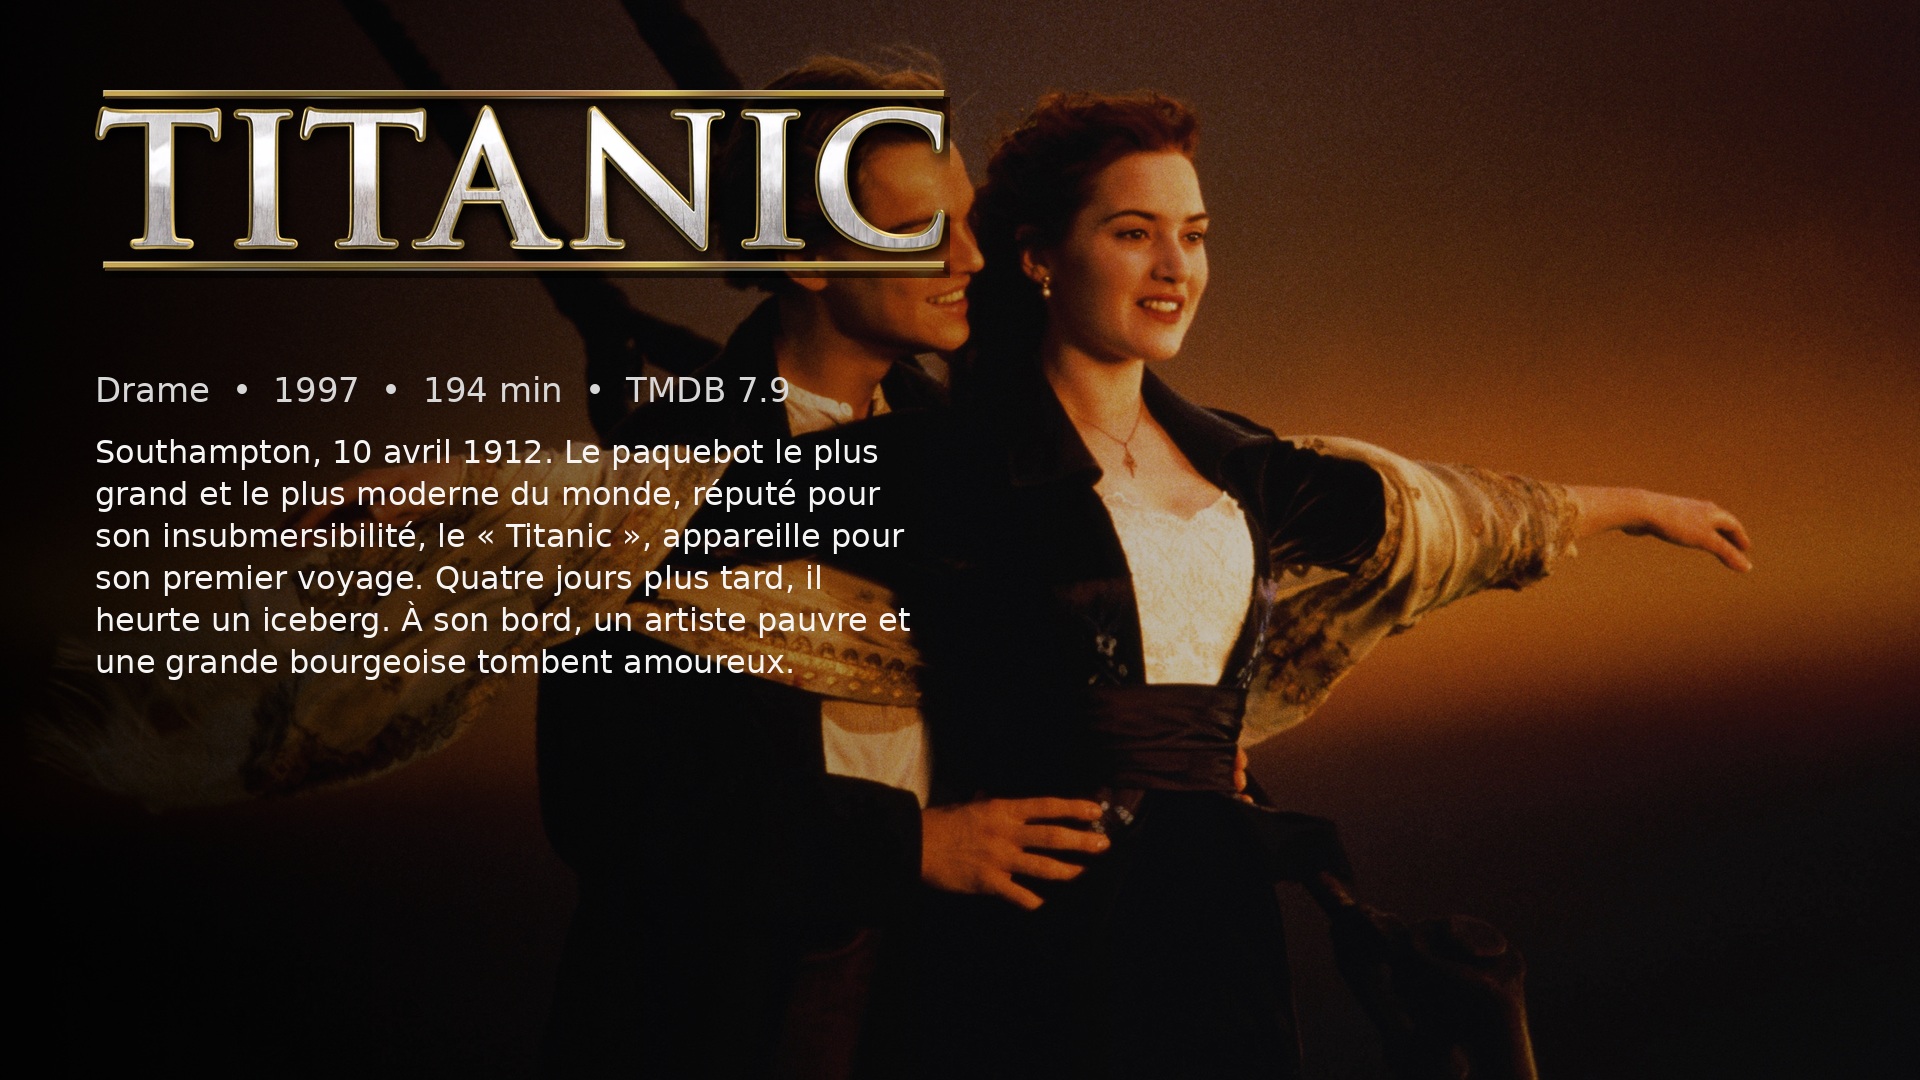 TITANIC
Drame • 1997 • 194 min • TMDB 7.9
Southampton, 10 avril 1912. Le paquebot le plus
grand et le plus moderne du monde, réputé pour
son insubmersibilité, le « Titanic », appareille pour
son premier voyage. Quatre jours plus tard, il
heurte un iceberg. À son bord, un artiste pauvre et
une grande bourgeoise tombent amoureux.